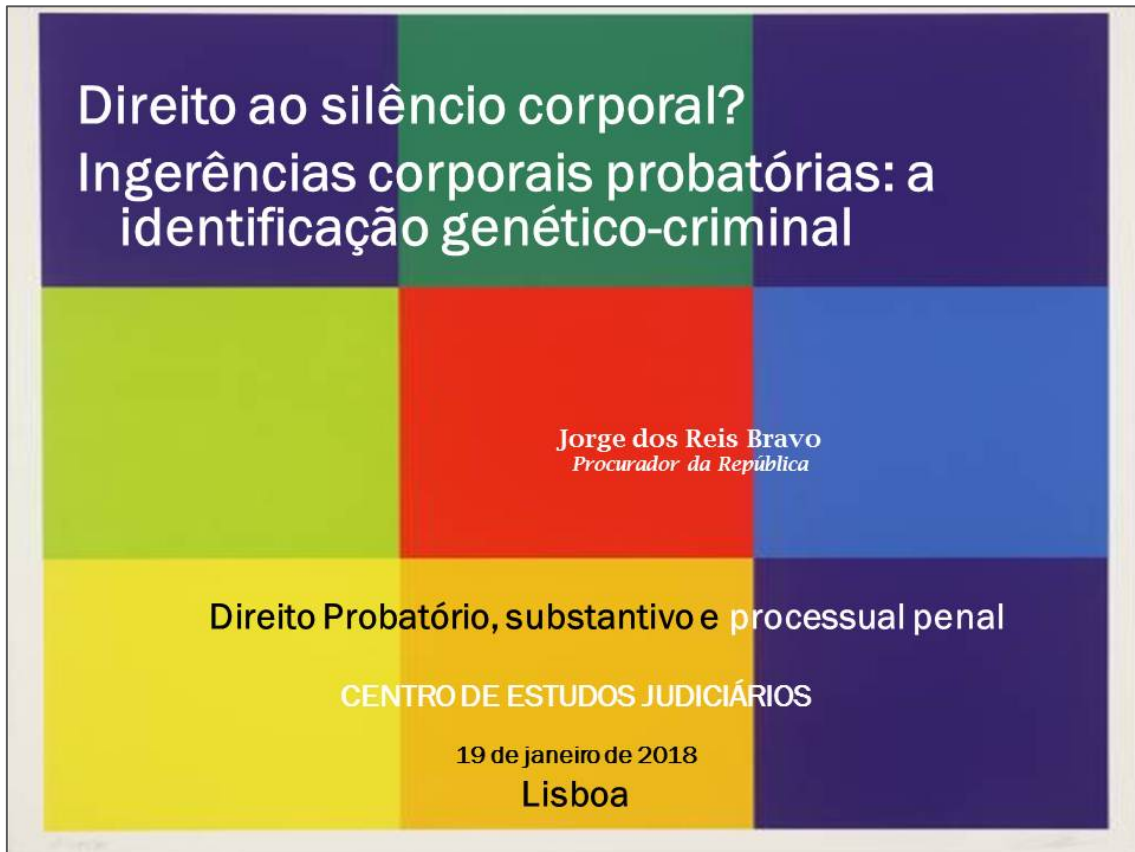 Direito ao silêncio corporal?
Ingerências corporais probatórias: a
identificação genético-criminal
Jorge dos Reis Bravo
Procurador da República
Direito Probatório, substantivo e processual penal
CENTRO DE ESTUDOS JUDICIÁRIOS
19 de janeiro de 2018
Lisboa